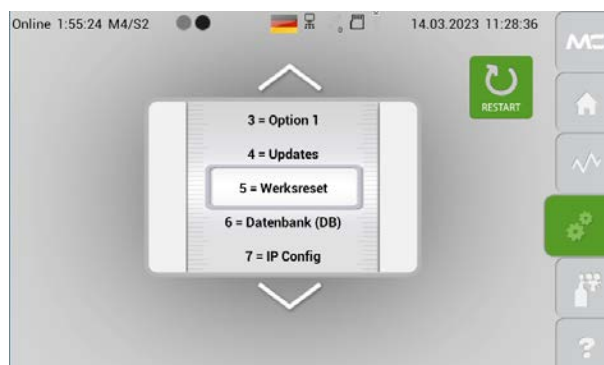 Online 1:55:24 M4/S2
14.03.2023 11:28:36
MC
RESTART
3 = Option 1
4 = Updates
5 = Werksreset
6 = Datenbank (DB)
7 = IP Config
?